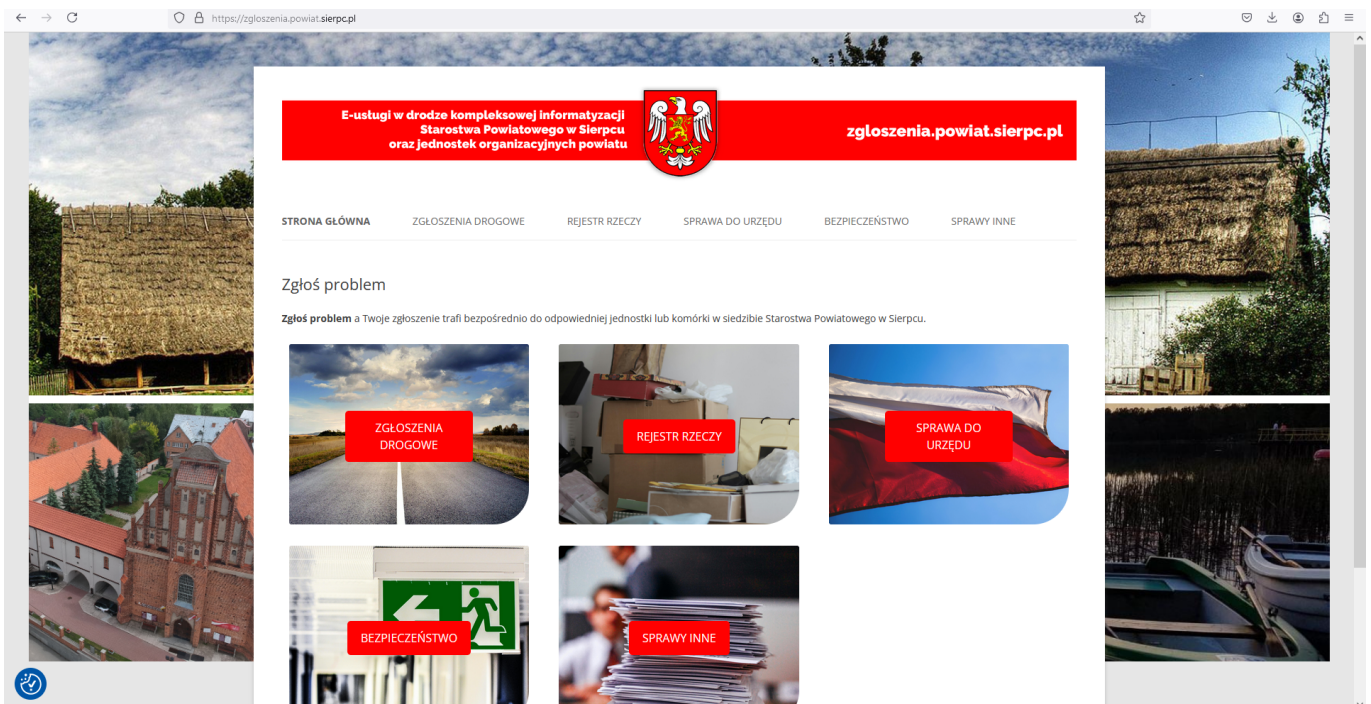 https://zgloszenia.powiat.sierpc.pl
E-usługi w drodze kompleksowej informatyzacji
Starostwa Powiatowego w Sierpcu
oraz jednostek organizacyjnych powiatu
zgloszenia.powiat.sierpc.pl
STRONA GŁÓWNA ZGŁOSZENIA DROGOWE REJESTR RZECZY SPRAWA DO URZĘDU BEZPIECZEŃSTWO SPRAWY INNE
Zgłoś problem
Zgłoś problem a Twoje zgłoszenie trafi bezpośrednio do odpowiedniej jednostki lub komórki w siedzibie Starostwa Powiatowego w Sierpcu.
ZGŁOSZENIA
DROGOWE
REJESTR RZECZY
SPRAWA DO
URZĘDU
BEZPIECZEŃSTWO
SPRAWY INNE